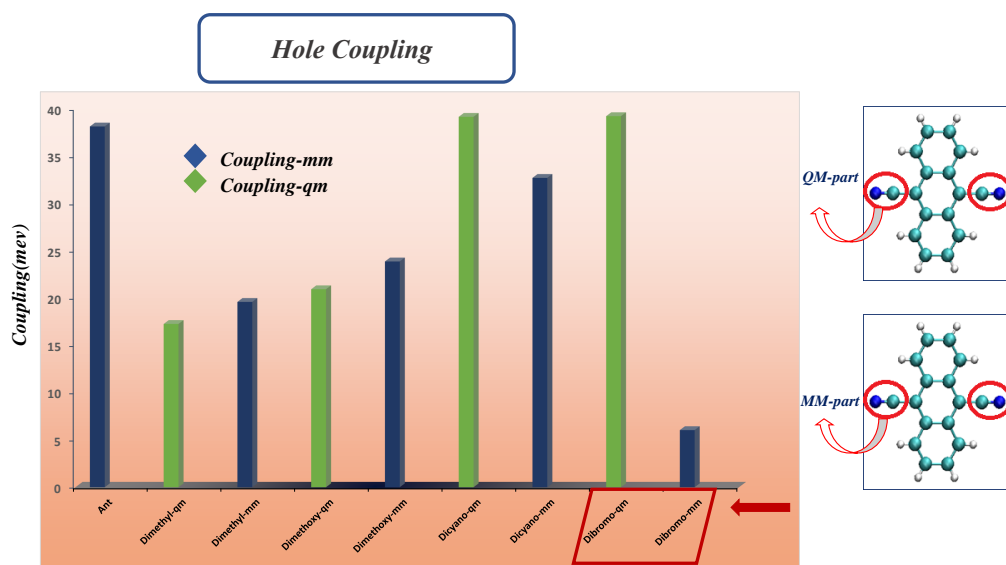 Hole Coupling
Coupling(mev)
40
35
30
25
20
15
10
5
0
Coupling-mm
Coupling-qm
Ant
Dimethyl-qm
Dimethyl-mm
Dimethoxy-qm
Dimethoxy-mm
Dicyano-qm
Dicyano-mm
Dibromo-qm
Dibromo-mm
QM-part
MM-part